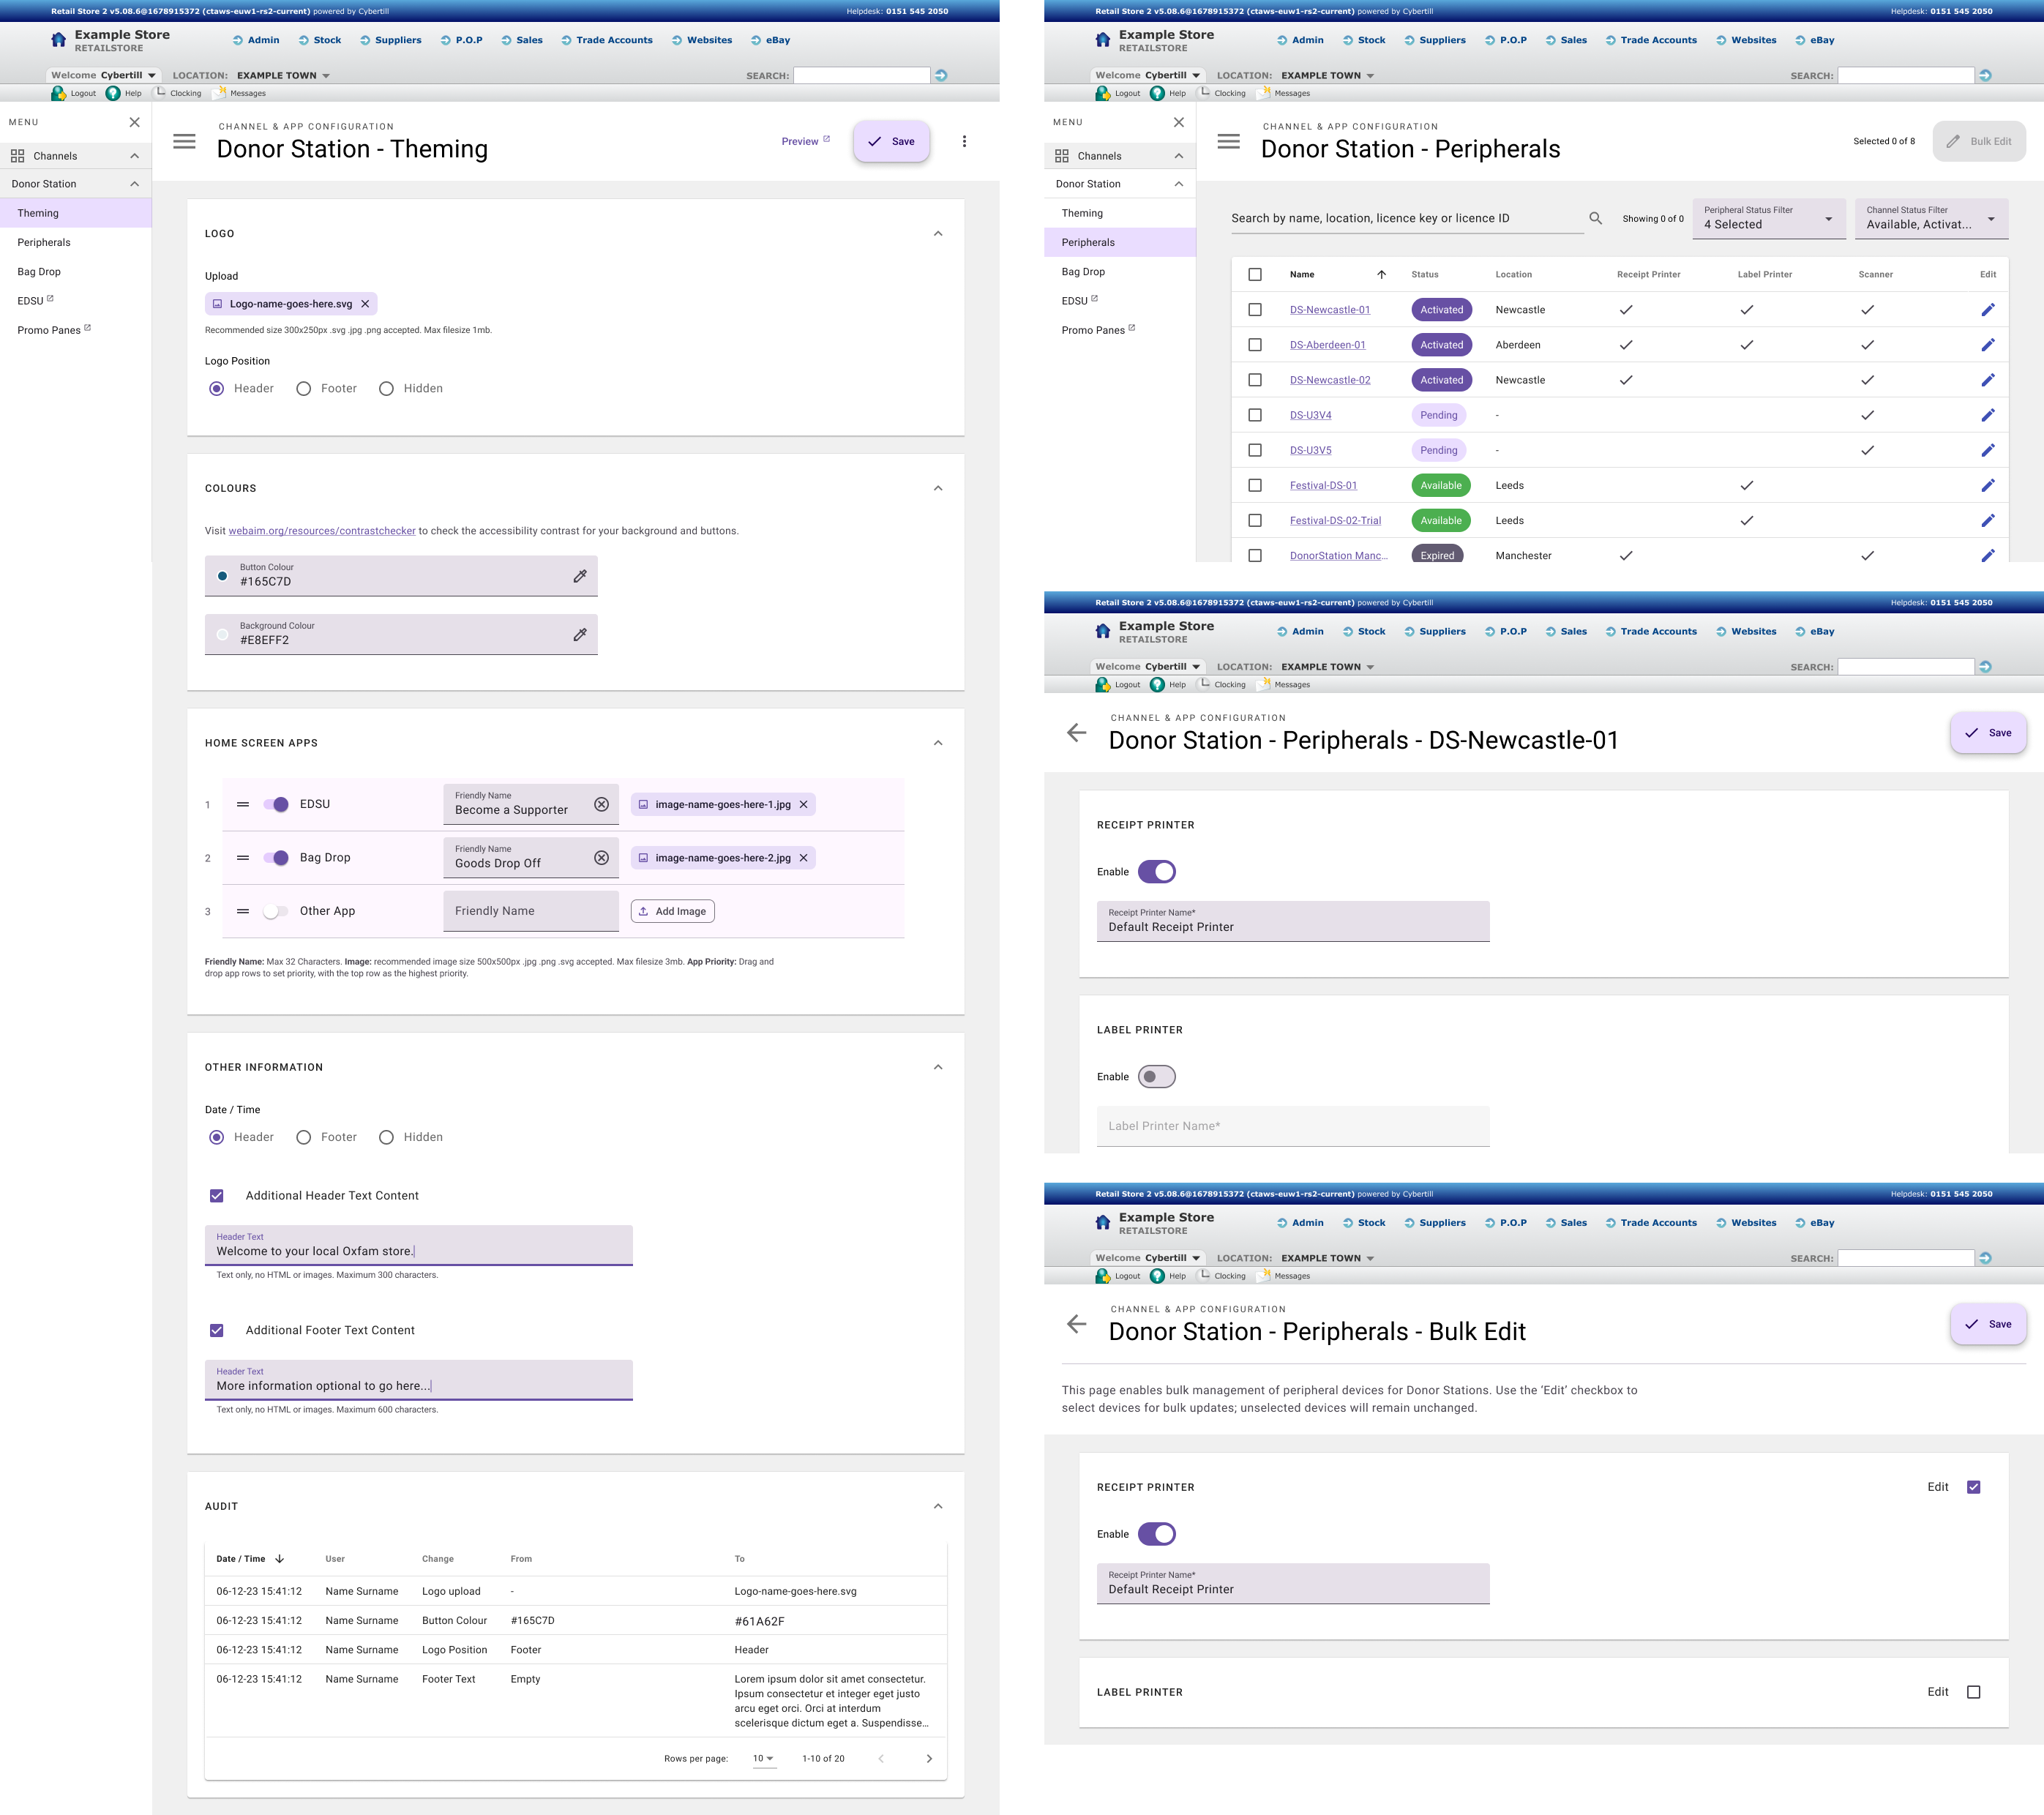 Retail Store 2 v5.08.6@1678915372 (ctaws-euw1-rs2-current) powered by Cybertill
Helpdesk: 0151 545 2050
Example Store
RETAILSTORE
Admin Stock Suppliers P.O.P Sales Trade Accounts Websites eBay
Welcome Cybertill LOCATION: EXAMPLE TOWN SEARCH:
Logout Help Clocking Messages
MENU
Channels
Donor Station
Theming
Peripherals
Bag Drop
EDSU
Promo Panes
CHANNEL & APP CONFIGURATION
Donor Station - Theming
Preview
Save
LOGO
Upload
Logo-name-goes-here.svg
Recommended size 300x250px .svg .jpg .png accepted. Max filesize 1mb.
Logo Position
Header Footer Hidden
COLOURS
Visit webaim.org/resources/contrastchecker to check the accessibility contrast for your background and buttons.
Button Colour
#165C7D
Background Colour
#E8EFF2
HOME SCREEN APPS
1 EDSU
Friendly Name
Become a Supporter
image-name-goes-here-1.jpg
2 Bag Drop
Friendly Name
Goods Drop Off
image-name-goes-here-2.jpg
3 Other App
Friendly Name
Add Image
Friendly Name: Max 32 Characters. Image: recommended image size 500x500px .jpg .png .svg accepted. Max filesize 3mb. App Priority: Drag and
drop app rows to set priority, with the top row as the highest priority.
OTHER INFORMATION
Date / Time
Header Footer Hidden
Additional Header Text Content
Header Text
Welcome to your local Oxfam store.
Text only, no HTML or images. Maximum 300 characters.
Additional Footer Text Content
Header Text
More information optional to go here...
Text only, no HTML or images. Maximum 600 characters.
AUDIT
Date / Time User Change From To
06-12-23 15:41:12 Name Surname Logo upload - Logo-name-goes-here.svg
06-12-23 15:41:12 Name Surname Button Colour #165C7D #61A62F
06-12-23 15:41:12 Name Surname Logo Position Footer Header
06-12-23 15:41:12 Name Surname Footer Text Empty Lorem ipsum dolor sit amet consectetur.
Ipsum consectetur et integer eget justo
arcu eget orci. Orci at interdum
scelerisque dictum eget a. Suspendisse...
Rows per page: 10 1-10 of 20
Retail Store 2 v5.08.6@1678915372 (ctaws-euw1-rs2-current) powered by Cybertill
Helpdesk: 0151 545 2050
Example Store
RETAILSTORE
Admin Stock Suppliers P.O.P Sales Trade Accounts Websites eBay
Welcome Cybertill LOCATION: EXAMPLE TOWN SEARCH:
Logout Help Clocking Messages
MENU
Channels
Donor Station
Theming
Peripherals
Bag Drop
EDSU
Promo Panes
CHANNEL & APP CONFIGURATION
Donor Station - Peripherals
Selected 0 of 8
Bulk Edit
Search by name, location, licence key or licence ID
Showing 0 of 0
Peripheral Status Filter
4 Selected
Channel Status Filter
Available, Activat...
Name Status Location Receipt Printer Label Printer Scanner Edit
DS-Newcastle-01 Activated Newcastle
DS-Aberdeen-01 Activated Aberdeen
DS-Newcastle-02 Activated Newcastle
DS-U3V4 Pending -
DS-U3V5 Pending -
Festival-DS-01 Available Leeds
Festival-DS-02-Trial Available Leeds
DonorStation Manc... Expired Manchester
Retail Store 2 v5.08.6@1678915372 (ctaws-euw1-rs2-current) powered by Cybertill
Helpdesk: 0151 545 2050
Example Store
RETAILSTORE
Admin Stock Suppliers P.O.P Sales Trade Accounts Websites eBay
Welcome Cybertill LOCATION: EXAMPLE TOWN SEARCH:
Logout Help Clocking Messages
CHANNEL & APP CONFIGURATION
Donor Station - Peripherals - DS-Newcastle-01
Save
RECEIPT PRINTER
Enable
Receipt Printer Name*
Default Receipt Printer
LABEL PRINTER
Enable
Label Printer Name*
Retail Store 2 v5.08.6@1678915372 (ctaws-euw1-rs2-current) powered by Cybertill
Helpdesk: 0151 545 2050
Example Store
RETAILSTORE
Admin Stock Suppliers P.O.P Sales Trade Accounts Websites eBay
Welcome Cybertill LOCATION: EXAMPLE TOWN SEARCH:
Logout Help Clocking Messages
CHANNEL & APP CONFIGURATION
Donor Station - Peripherals - Bulk Edit
Save
This page enables bulk management of peripheral devices for Donor Stations. Use the ‘Edit’ checkbox to
select devices for bulk updates; unselected devices will remain unchanged.
RECEIPT PRINTER
Edit
Enable
Receipt Printer Name*
Default Receipt Printer
LABEL PRINTER
Edit